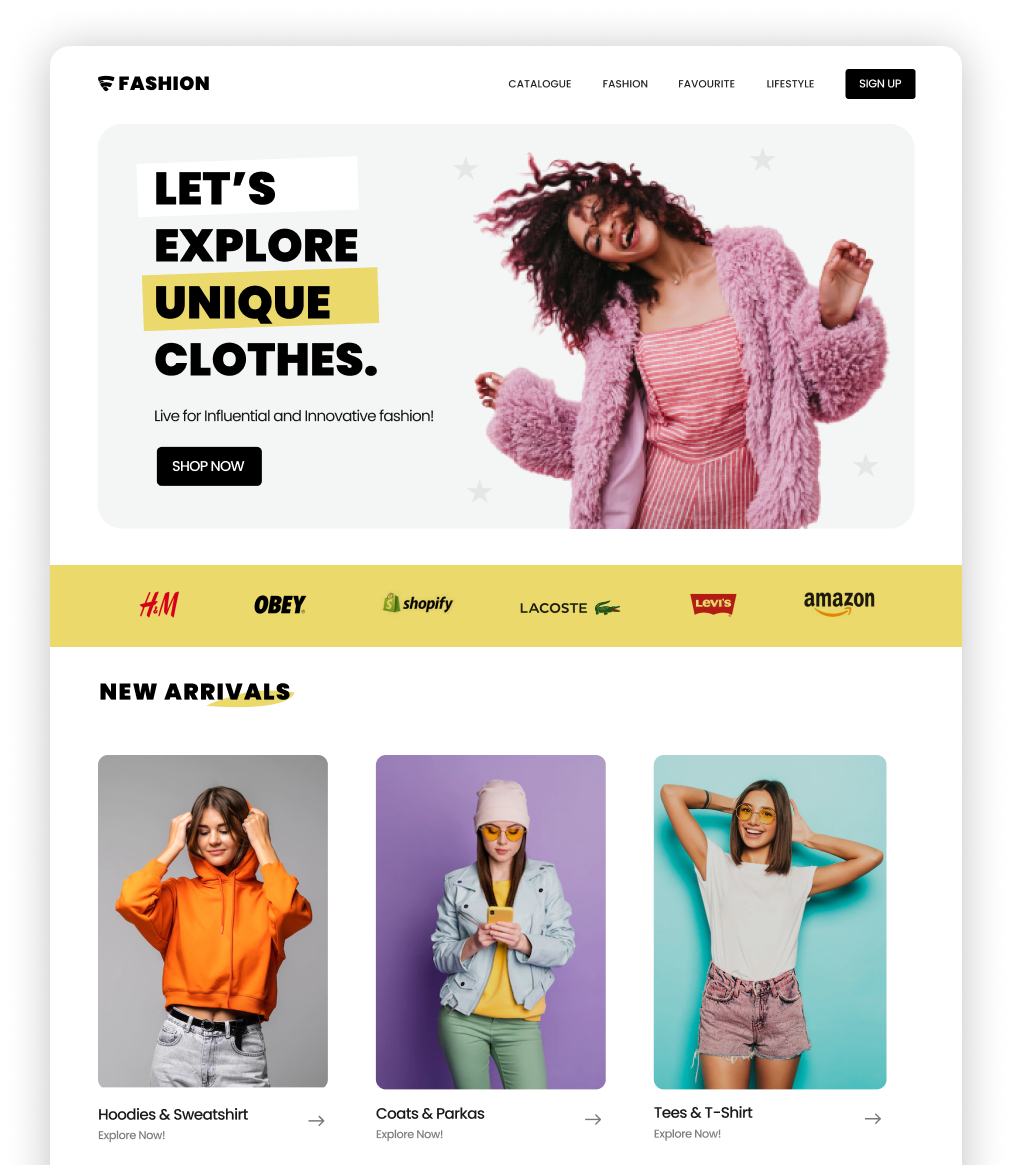 FASHION
CATALOGUE FASHION FAVOURITE LIFESTYLE SIGN UP
LET’S
EXPLORE
UNIQUE
CLOTHES.
Live for Influential and Innovative fashion!
SHOP NOW
H&M OBEY shopify LACOSTE Levi's amazon
NEW ARRIVALS
Hoodies & Sweatshirt
Explore Now!
Coats & Parkas
Explore Now!
Tees & T-Shirt
Explore Now!